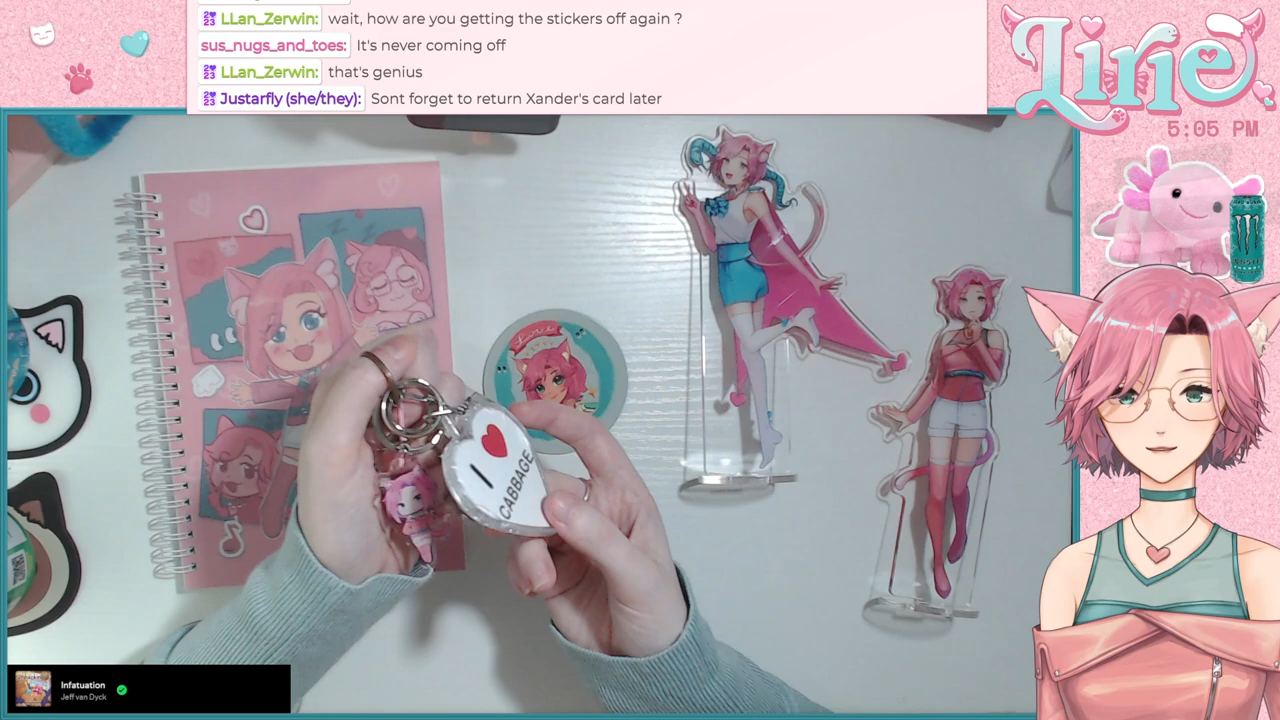 LLan_Zerwin: wait, how are you getting the stickers off again ?
sus_nugs_and_toes: It's never coming off
LLan_Zerwin: that's genius
Justarfly (she/they): Sont forget to return Xander's card later
Lirie
5:05 PM
I
CABBAGE
Infatuation
Jeff van Dyck